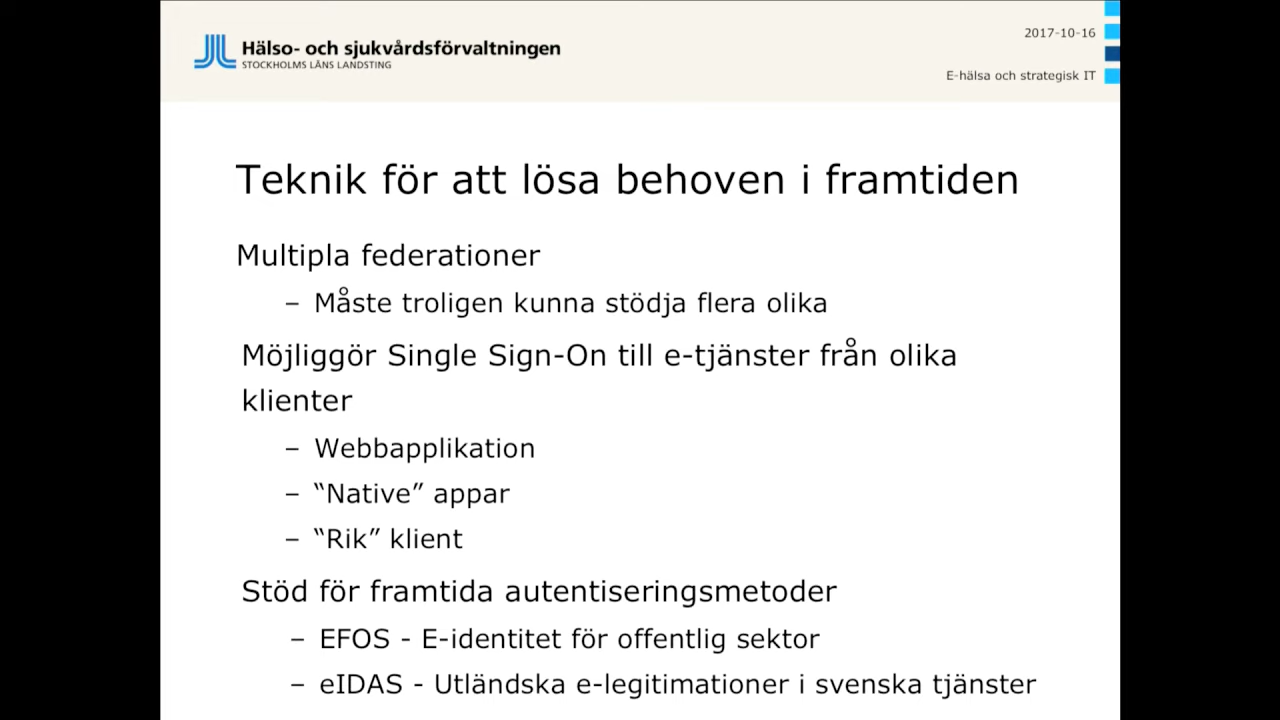 Hälso- och sjukvårdsförvaltningen
STOCKHOLMS LÄNS LANDSTING
2017-10-16
E-hälsa och strategisk IT
Teknik för att lösa behoven i framtiden
Multipla federationer
– Måste troligen kunna stödja flera olika
Möjliggör Single Sign-On till e-tjänster från olika
klienter
– Webbapplikation
– “Native” appar
– “Rik” klient
Stöd för framtida autentiseringsmetoder
– EFOS - E-identitet för offentlig sektor
– eIDAS - Utländska e-legitimationer i svenska tjänster